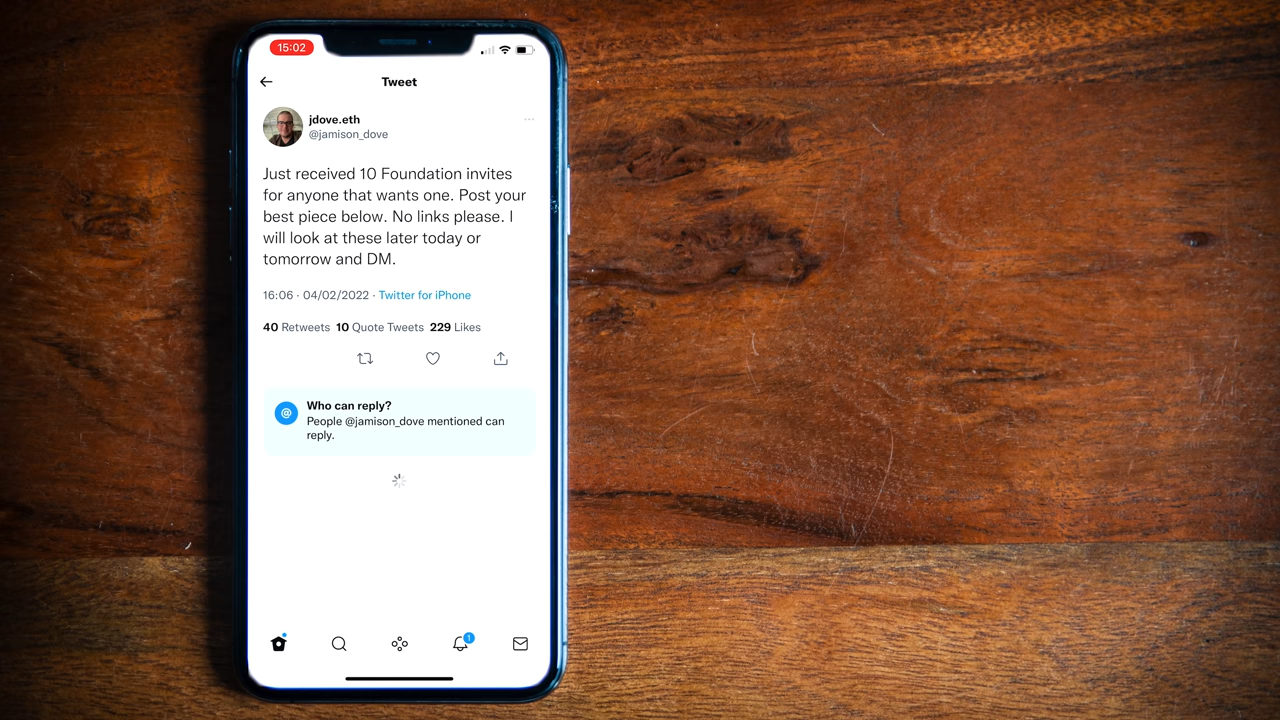 15:02
Tweet
jdove.eth
@jamison_dove
Just received 10 Foundation invites
for anyone that wants one. Post your
best piece below. No links please. I
will look at these later today or
tomorrow and DM.
16:06 · 04/02/2022 · Twitter for iPhone
40 Retweets 10 Quote Tweets 229 Likes
@
Who can reply?
People @jamison_dove mentioned can
reply.
1